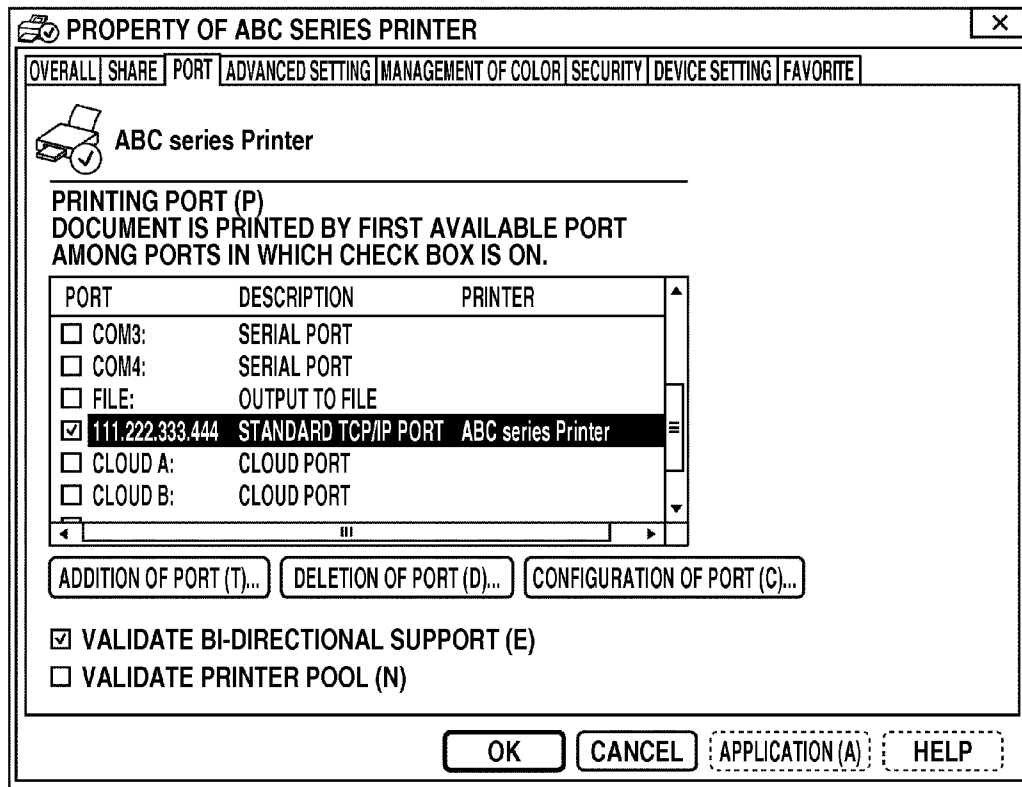 PROPERTY OF ABC SERIES PRINTER
OVERALL SHARE PORT ADVANCED SETTING MANAGEMENT OF COLOR SECURITY DEVICE SETTING FAVORITE
ABC series Printer
PRINTING PORT (P)
DOCUMENT IS PRINTED BY FIRST AVAILABLE PORT
AMONG PORTS IN WHICH CHECK BOX IS ON.
PORT DESCRIPTION PRINTER
COM3: SERIAL PORT
COM4: SERIAL PORT
FILE: OUTPUT TO FILE
111.222.333.444 STANDARD TCP/IP PORT ABC series Printer
CLOUD A: CLOUD PORT
CLOUD B: CLOUD PORT
ADDITION OF PORT (T)... DELETION OF PORT (D)... CONFIGURATION OF PORT (C)...
VALIDATE BI-DIRECTIONAL SUPPORT (E)
VALIDATE PRINTER POOL (N)
OK CANCEL APPLICATION (A) HELP